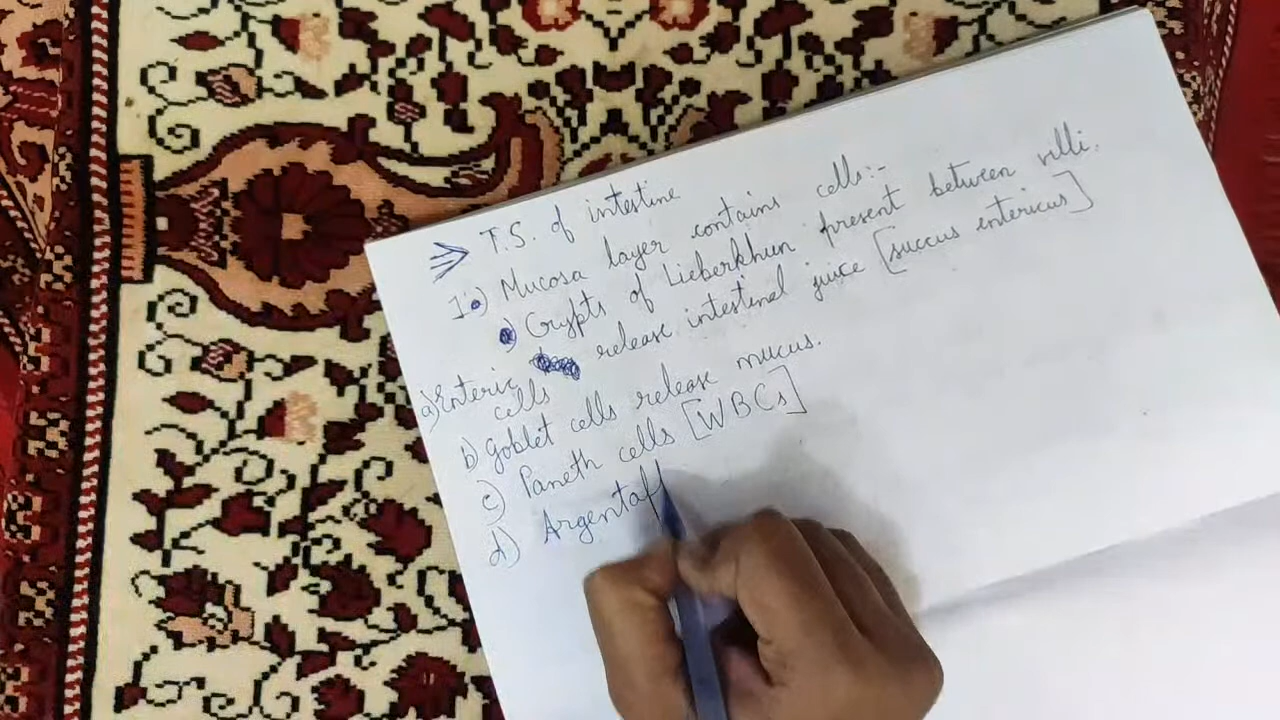 T.S. of intestine
1) Mucosa layer contains cells:-
Crypts of Lieberkhun present between villi.
a) Enteric cells release intestinal juice [succus entericus]
b) goblet cells release mucus.
c) Paneth cells [WBCs]
d) Argentaff